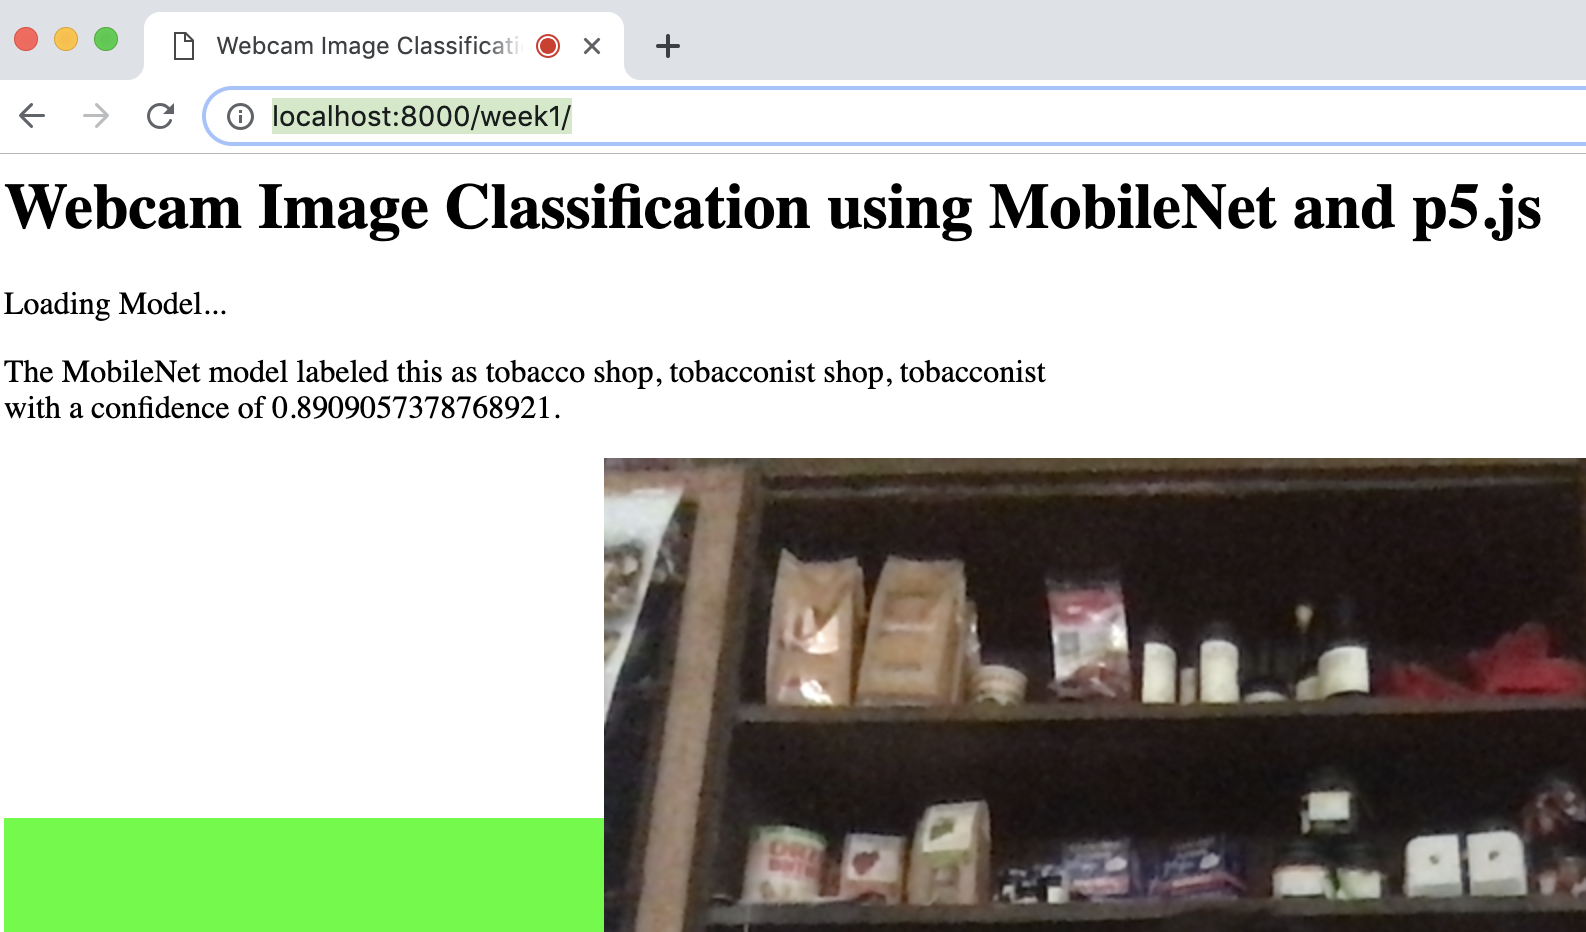 Webcam Image Classificati
localhost:8000/week1/
Webcam Image Classification using MobileNet and p5.js
Loading Model...
The MobileNet model labeled this as tobacco shop, tobacconist shop, tobacconist
with a confidence of 0.8909057378768921.